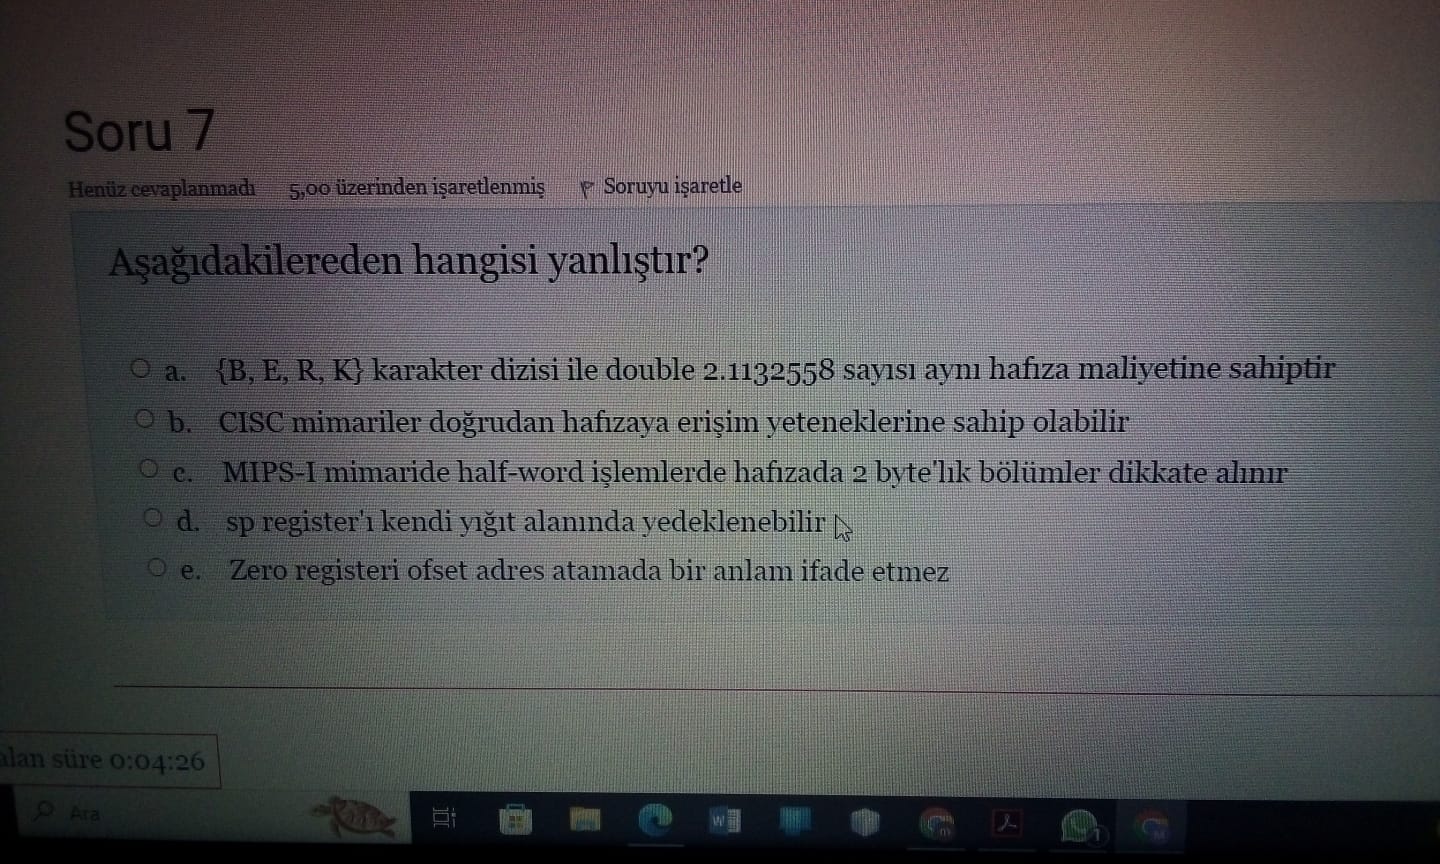 Soru 7
Henüz cevaplanmadı 5,00 üzerinden işaretlenmiş Soruyu işaretle
Aşağıdakilereden hangisi yanlıştır?
a. {B, E, R, K} karakter dizisi ile double 2.1132558 sayısı aynı hafıza maliyetine sahiptir
b. CISC mimariler doğrudan hafızaya erişim yeteneklerine sahip olabilir
c. MIPS-I mimaride half-word işlemlerde hafızada 2 byte'lık bölümler dikkate alınır
d. sp register'ı kendi yığıt alanında yedeklenebilir
e. Zero registeri ofset adres atamada bir anlam ifade etmez
alan süre 0:04:26
Ara
W
1